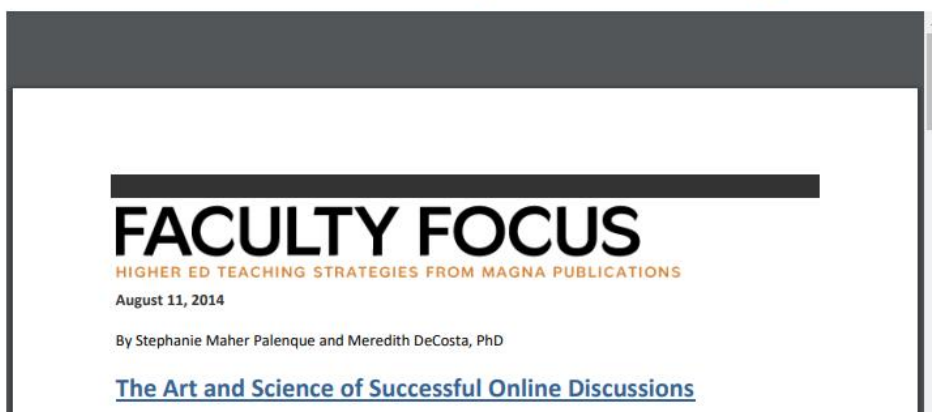 FACULTY FOCUS
HIGHER ED TEACHING STRATEGIES FROM MAGNA PUBLICATIONS
August 11, 2014
By Stephanie Maher Palenque and Meredith DeCosta, PhD
The Art and Science of Successful Online Discussions